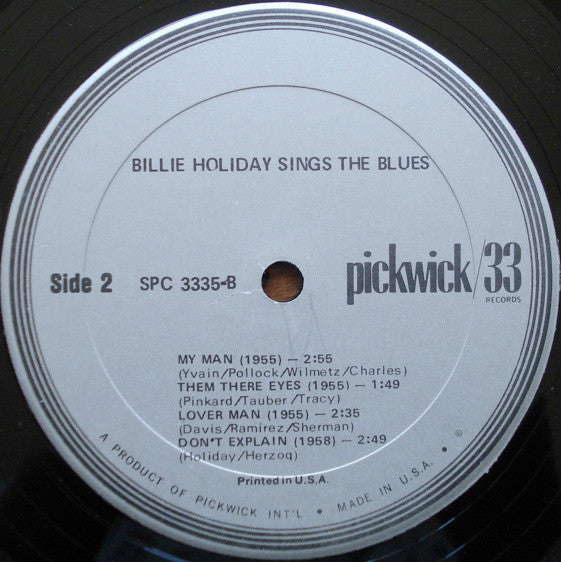 BILLIE HOLIDAY SINGS THE BLUES
Side 2
SPC 3335-B
pickwick/33
RECORDS
MY MAN (1955) — 2:55
(Yvain/Pollock/Wilmetz/Charles)
THEM THERE EYES (1955) — 1:49
(Pinkard/Tauber/Tracy)
LOVER MAN (1955) — 2:35
(Davis/Ramirez/Sherman)
DON'T EXPLAIN (1958) — 2:49
(Holiday/Herzog)
Printed in U.S.A.
A PRODUCT OF PICKWICK INT'L • MADE IN U.S.A. • ℗